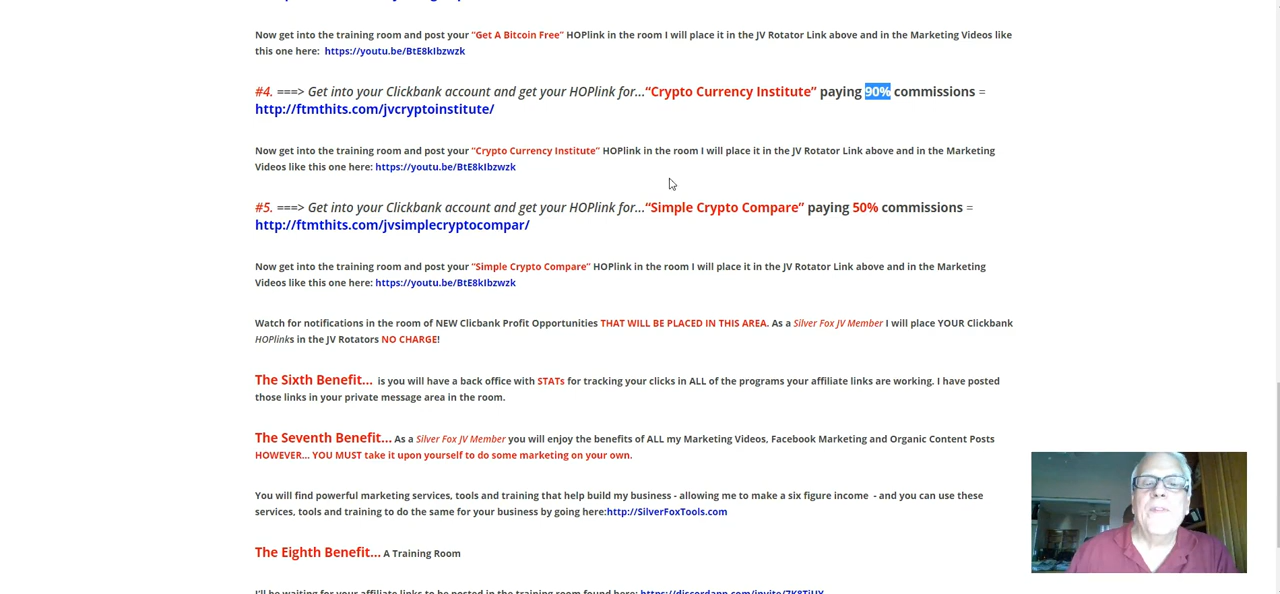 Now get into the training room and post your "Get A Bitcoin Free" HOPlink in the room I will place it in the JV Rotator Link above and in the Marketing Videos like
this one here: https://youtu.be/BtE8kIbzwzk
#4. ===> Get into your Clickbank account and get your HOPlink for..."Crypto Currency Institute" paying 90% commissions =
http://ftmthits.com/jvcryptoinstitute/
Now get into the training room and post your "Crypto Currency Institute" HOPlink in the room I will place it in the JV Rotator Link above and in the Marketing
Videos like this one here: https://youtu.be/BtE8kIbzwzk
#5. ===> Get into your Clickbank account and get your HOPlink for..."Simple Crypto Compare" paying 50% commissions =
http://ftmthits.com/jvsimplecryptocompar/
Now get into the training room and post your "Simple Crypto Compare" HOPlink in the room I will place it in the JV Rotator Link above and in the Marketing
Videos like this one here: https://youtu.be/BtE8kIbzwzk
Watch for notifications in the room of NEW Clicbank Profit Opportunities THAT WILL BE PLACED IN THIS AREA. As a Silver Fox JV Member I will place YOUR Clickbank
HOPlinks in the JV Rotators NO CHARGE!
The Sixth Benefit... is you will have a back office with STATs for tracking your clicks in ALL of the programs your affiliate links are working. I have posted
those links in your private message area in the room.
The Seventh Benefit... As a Silver Fox JV Member you will enjoy the benefits of ALL my Marketing Videos, Facebook Marketing and Organic Content Posts
HOWEVER... YOU MUST take it upon yourself to do some marketing on your own.
You will find powerful marketing services, tools and training that help build my business - allowing me to make a six figure income - and you can use these
services, tools and training to do the same for your business by going here:http://SilverFoxTools.com
The Eighth Benefit... A Training Room
I'll be waiting for your affiliate links to be posted in the training room found here: